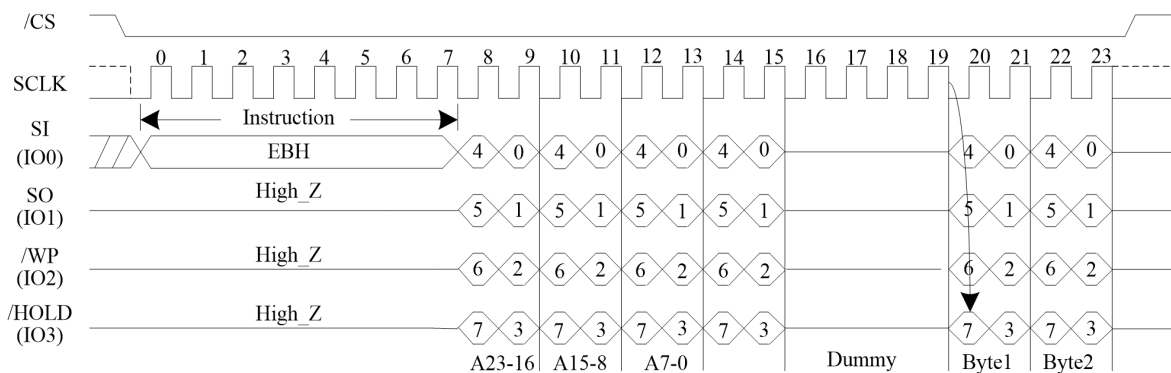 /CS
0 1 2 3 4 5 6 7 8 9 10 11 12 13 14 15 16 17 18 19 20 21 22 23
SCLK
Instruction
SI
(IO0)
EBH
4 0 4 0 4 0 4 0 4 0 4 0
High_Z
SO
(IO1)
5 1 5 1 5 1 5 1 5 1 5 1
High_Z
/WP
(IO2)
6 2 6 2 6 2 6 2 6 2 6 2
High_Z
/HOLD
(IO3)
7 3 7 3 7 3 7 3 7 3 7 3
A23-16 A15-8 A7-0 Dummy Byte1 Byte2